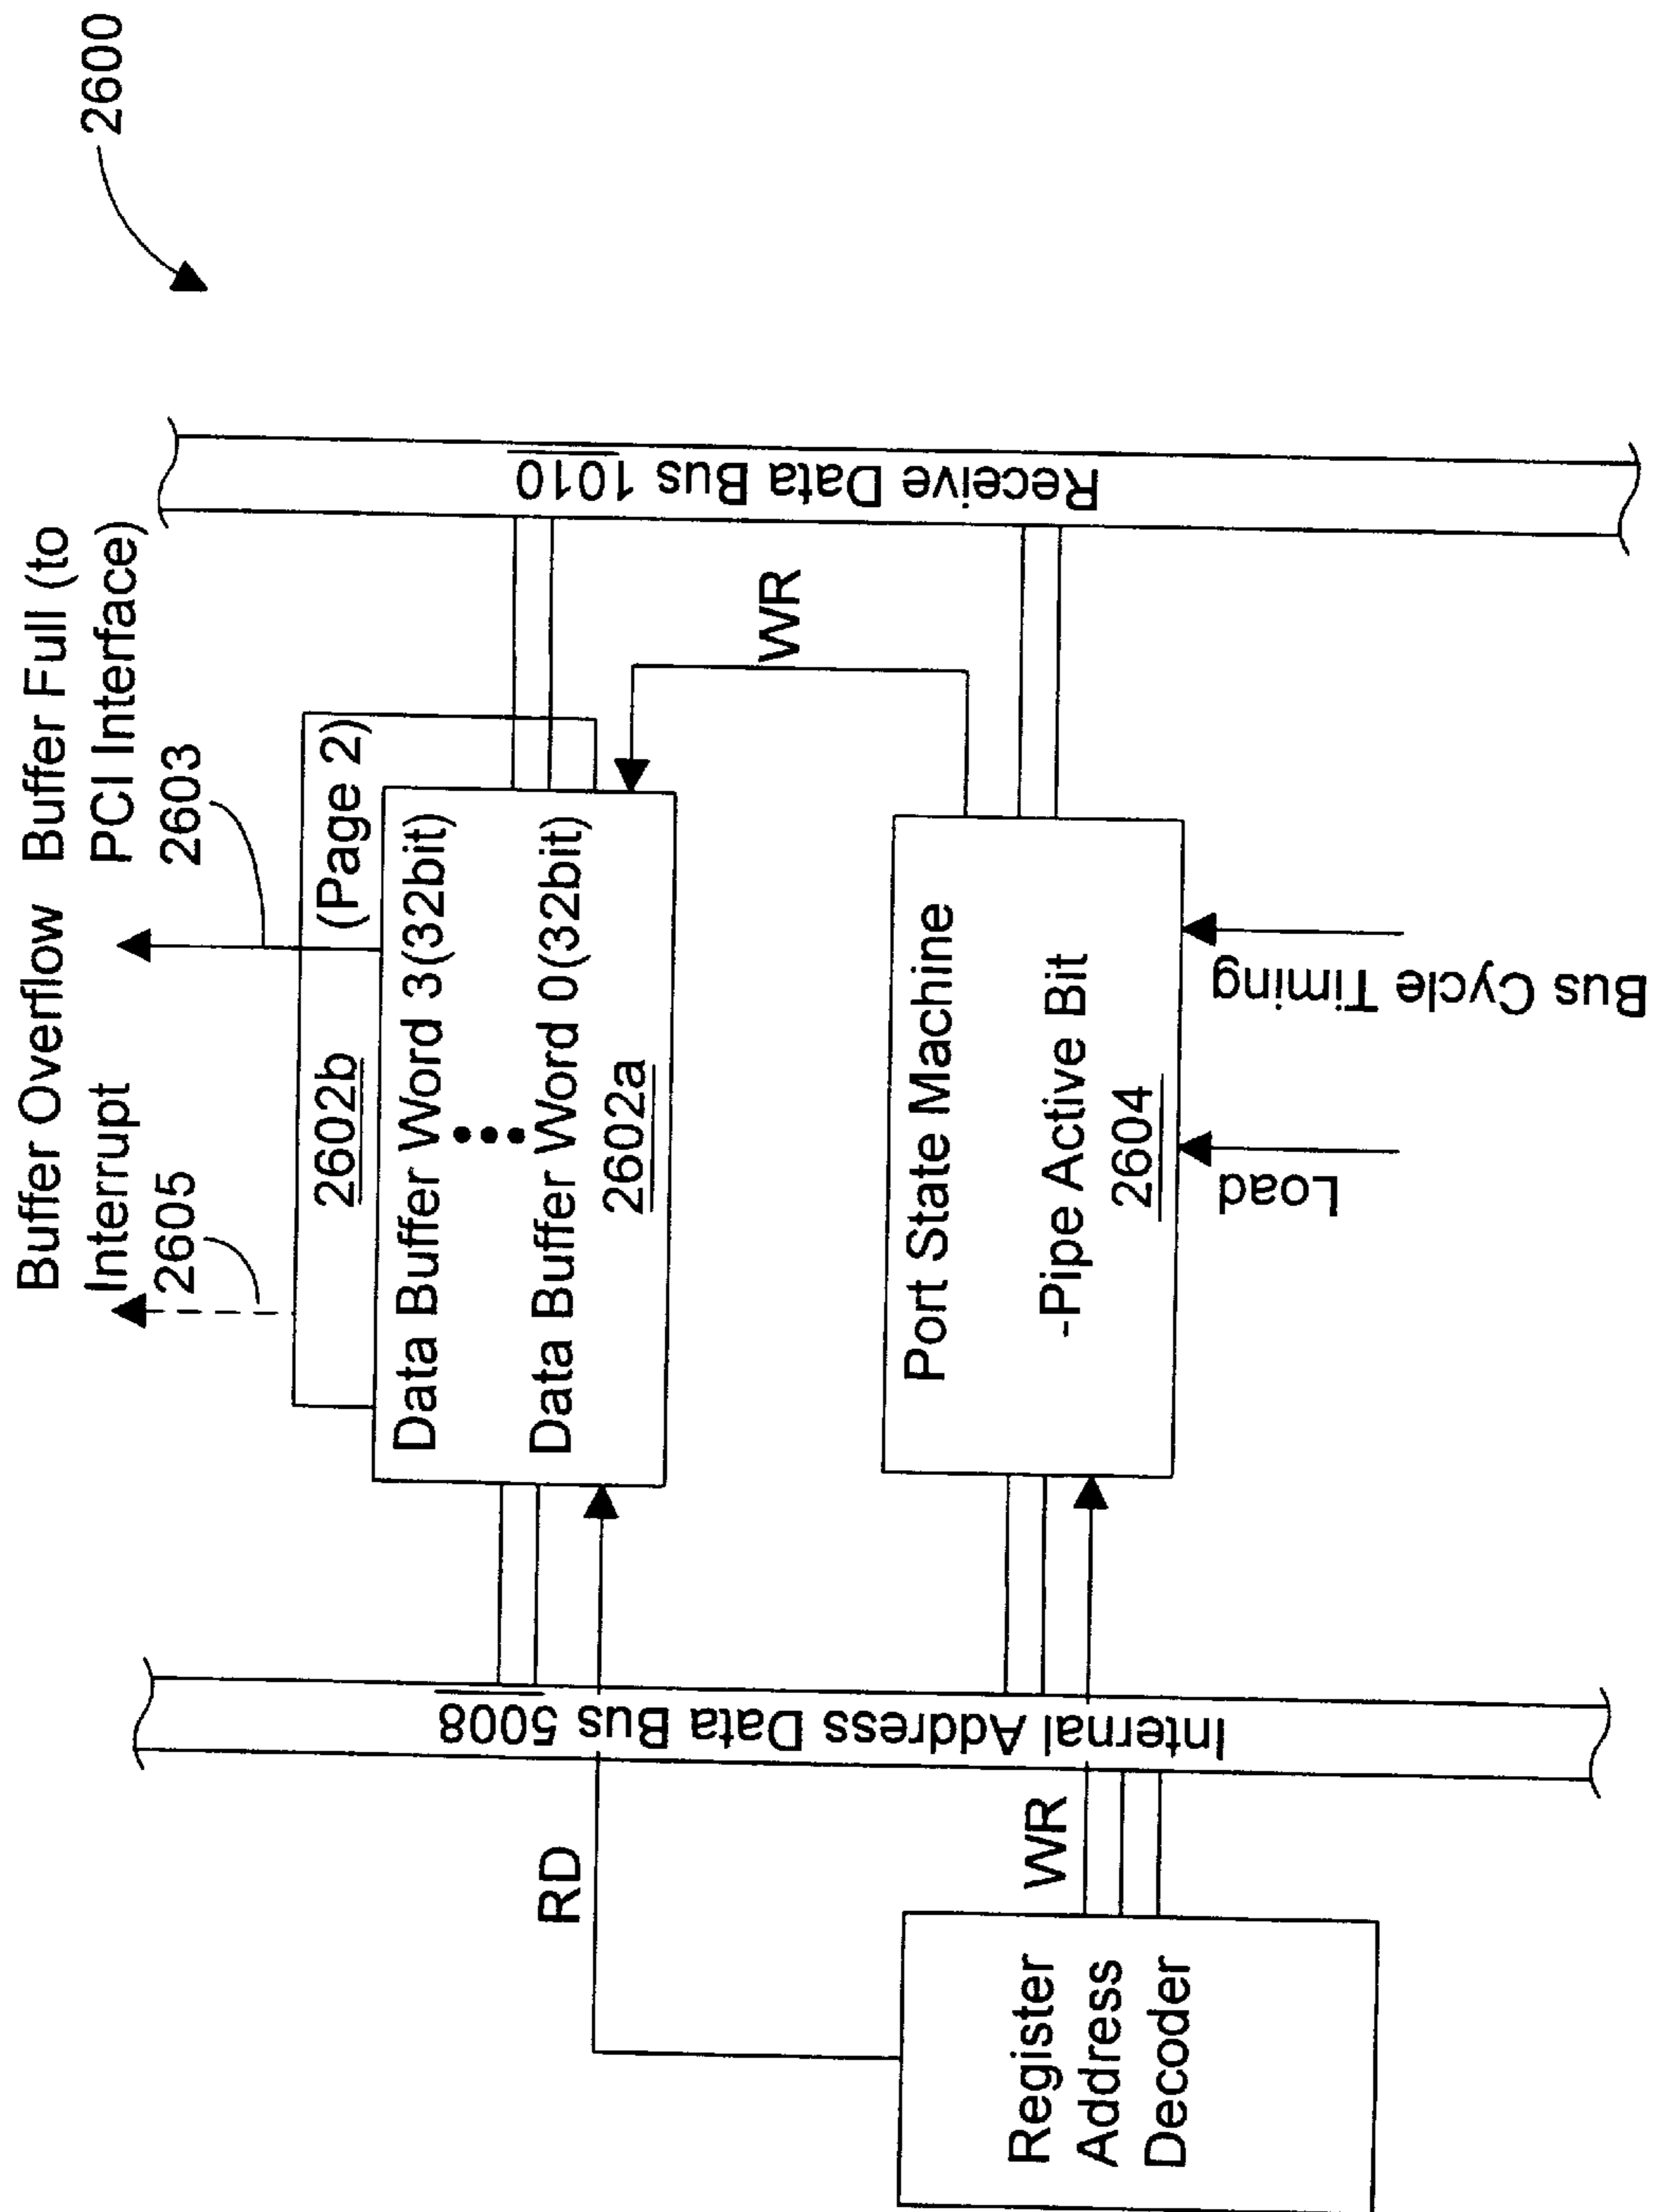 2600
Buffer Overflow
Interrupt
2605
Buffer Full (to
PCI Interface)
2603
2602b
(Page 2)
Data Buffer Word 3(32bit)
Data Buffer Word 0(32bit)
2602a
Receive Data Bus 1010
WR
Port State Machine
-Pipe Active Bit
2604
Load
Bus Cycle Timing
Internal Address Data Bus 5008
RD
WR
Register
Address
Decoder